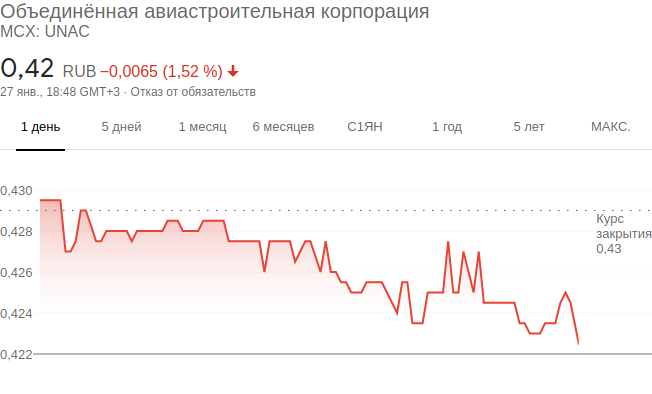 Объединённая авиастроительная корпорация
MCX: UNAC
0,42 RUB −0,0065 (1,52 %)
27 янв., 18:48 GMT+3 · Отказ от обязательств
1 день 5 дней 1 месяц 6 месяцев С1ЯН 1 год 5 лет МАКС.
0,430
Курс
0,428
закрытия
0,43
0,426
0,424
0,422